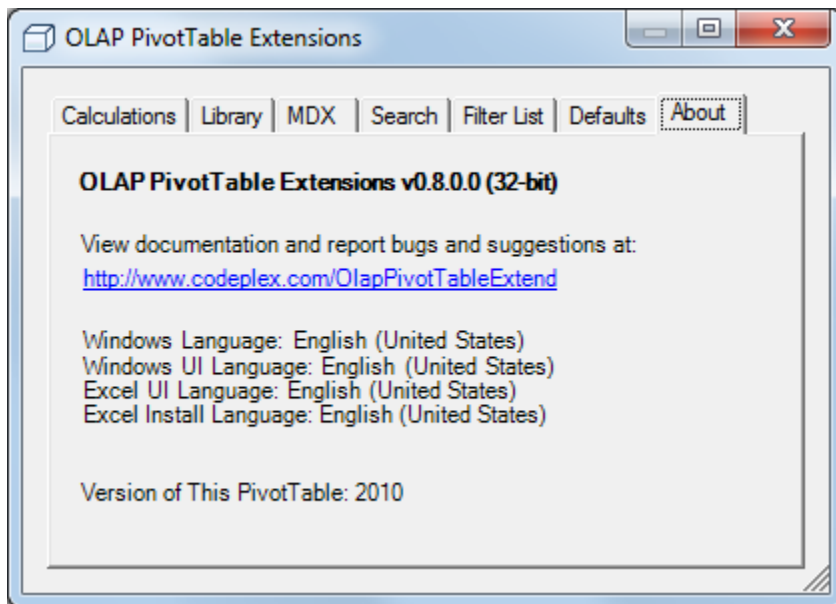 OLAP PivotTable Extensions
Calculations Library MDX Search Filter List Defaults About
OLAP PivotTable Extensions v0.8.0.0 (32-bit)
View documentation and report bugs and suggestions at:
http://www.codeplex.com/OlapPivotTableExtend
Windows Language: English (United States)
Windows UI Language: English (United States)
Excel UI Language: English (United States)
Excel Install Language: English (United States)
Version of This PivotTable: 2010